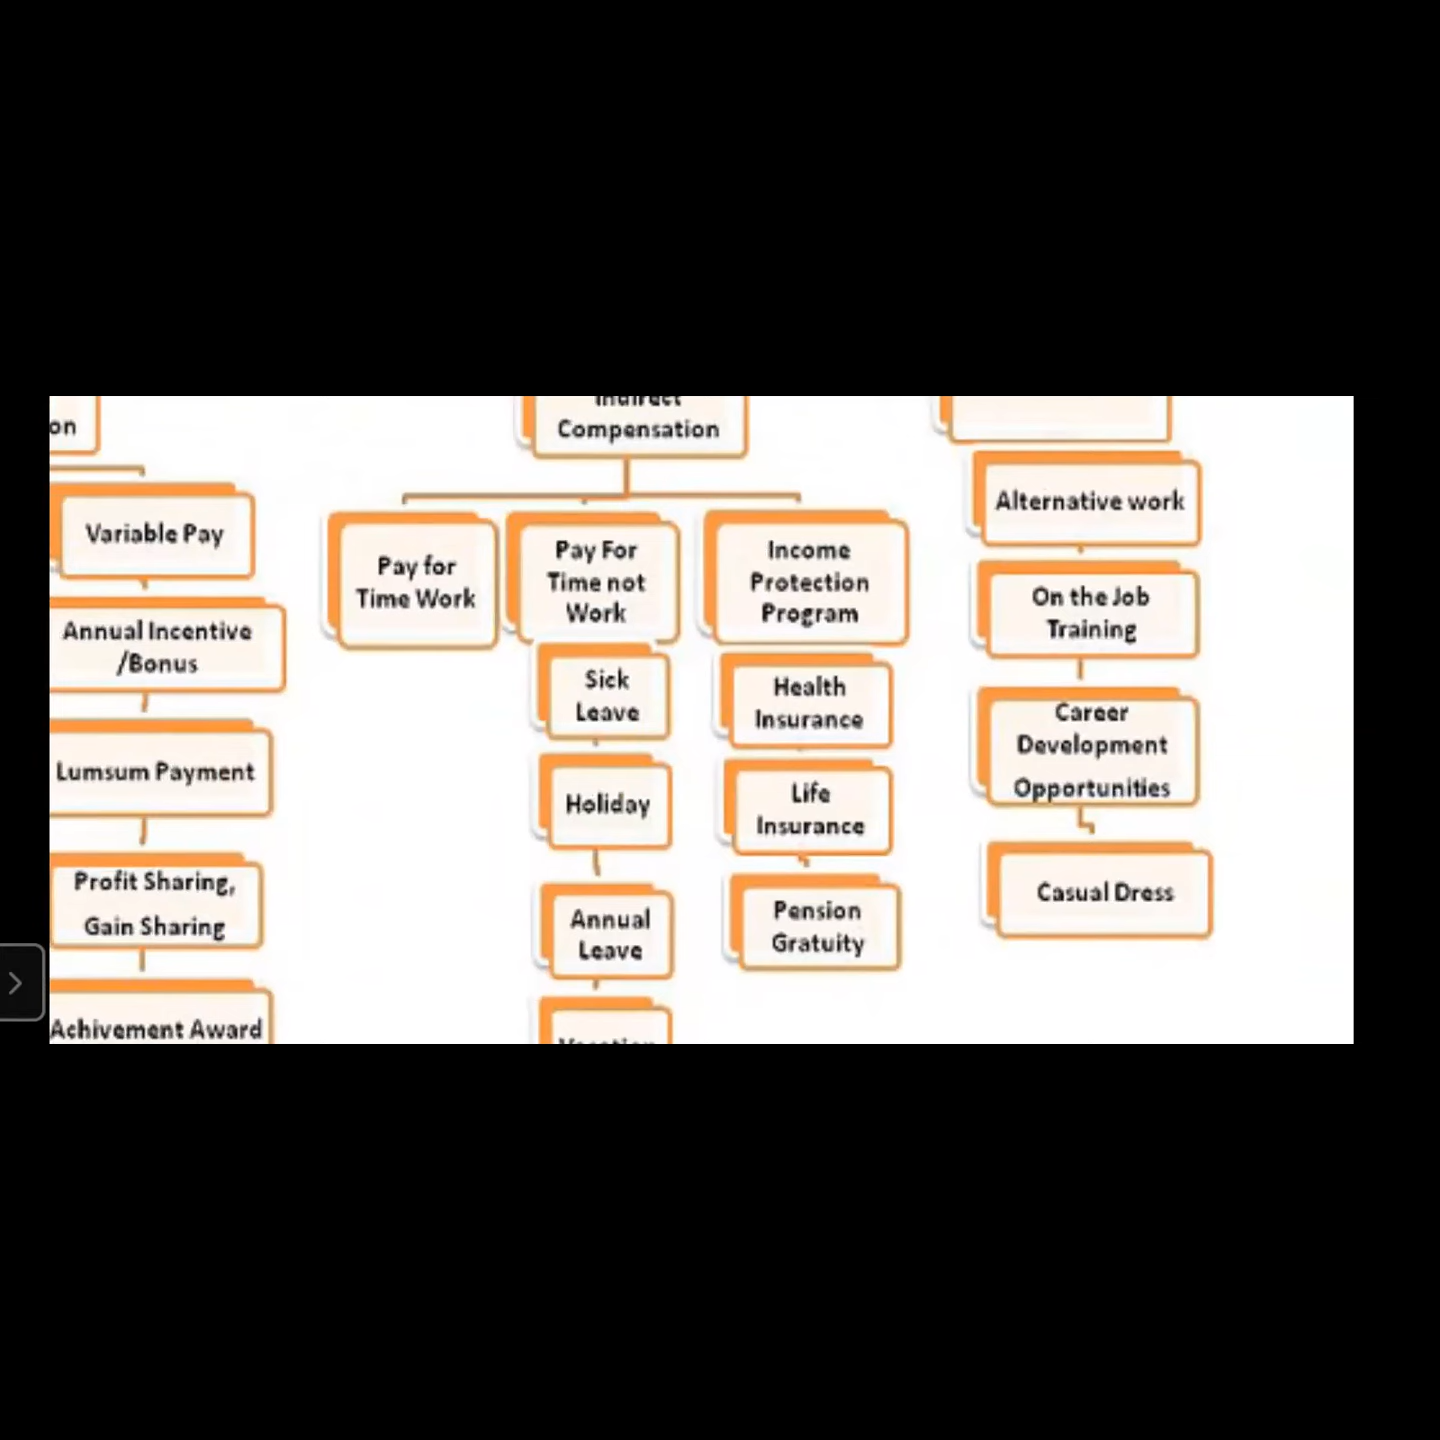 on
Variable Pay
Annual Incentive
/Bonus
Lumsum Payment
Profit Sharing,
Gain Sharing
Achivement Award
Indirect
Compensation
Pay for
Time Work
Pay For
Time not
Work
Sick
Leave
Holiday
Annual
Leave
Vacation
Income
Protection
Program
Health
Insurance
Life
Insurance
Pension
Gratuity
Alternative work
On the Job
Training
Career
Development
Opportunities
Casual Dress